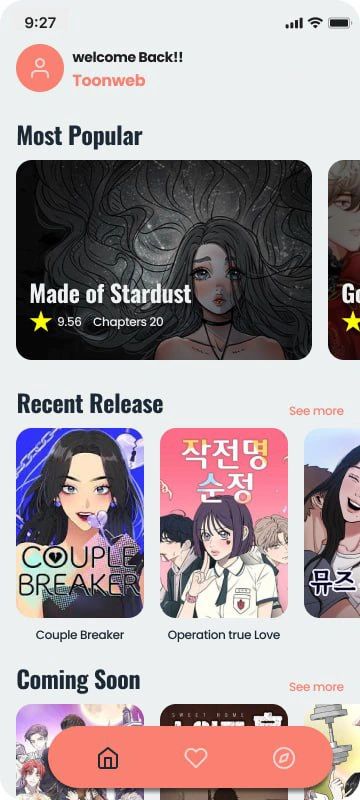 9:27
welcome Back!!
Toonweb
Most Popular
Made of Stardust
9.56 Chapters 20
Go
Recent Release
See more
COUPLE
BREAKER
작전명
순정
뮤즈
Couple Breaker
Operation true Love
Coming Soon
See more
SWEET HOME